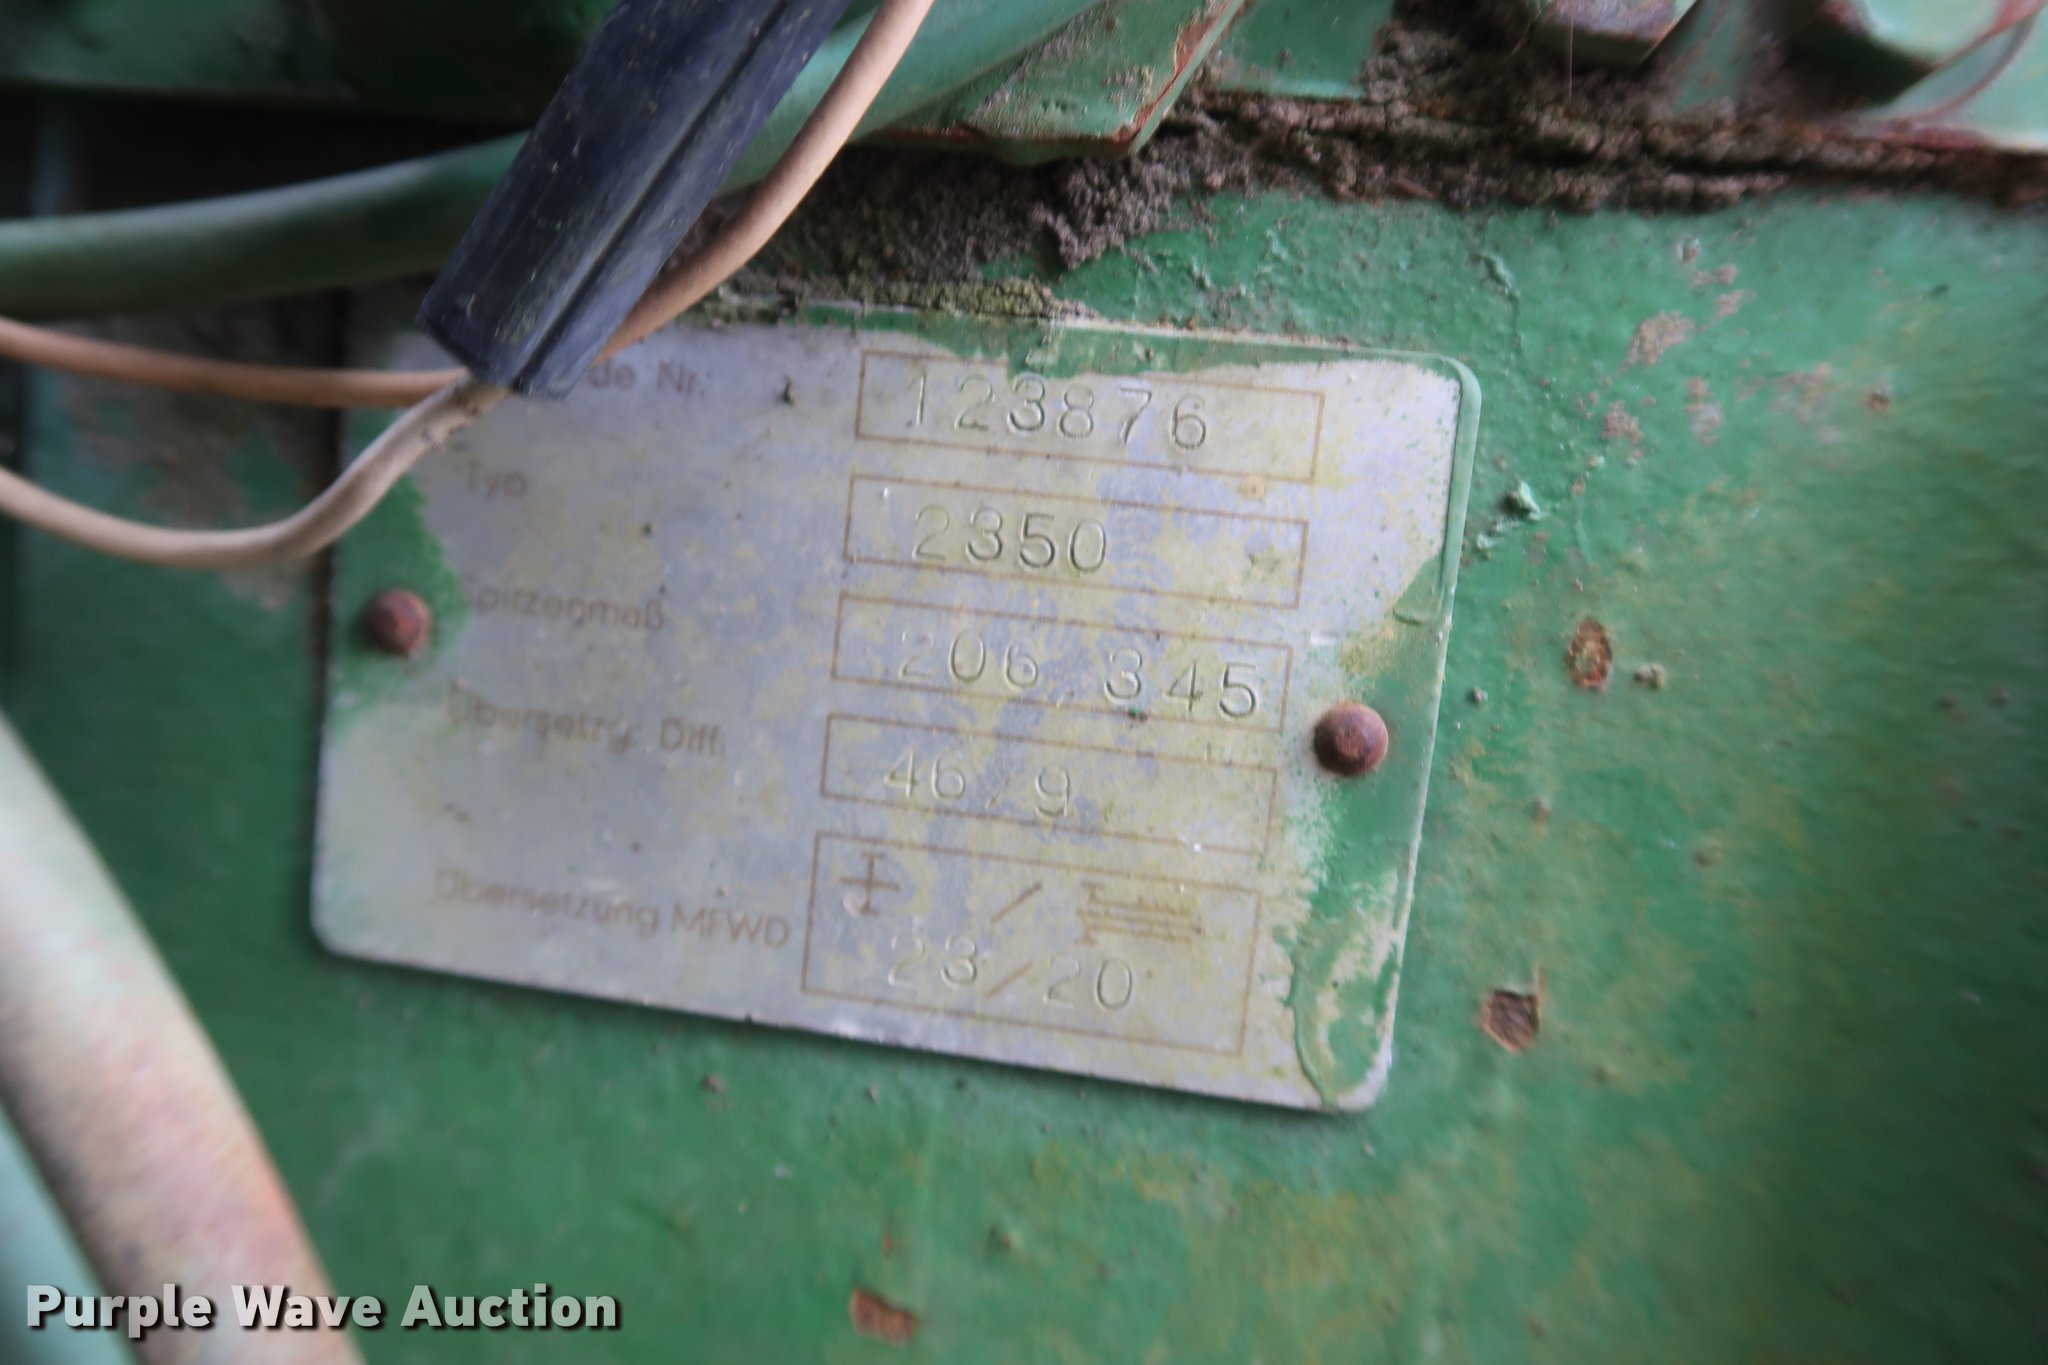 de Nr. 123876
Typ 2350
Spitzenmaß 206,345
Übersetzg. Diff. 46/9
Übersetzung MFWD 23/20
Purple Wave Auction